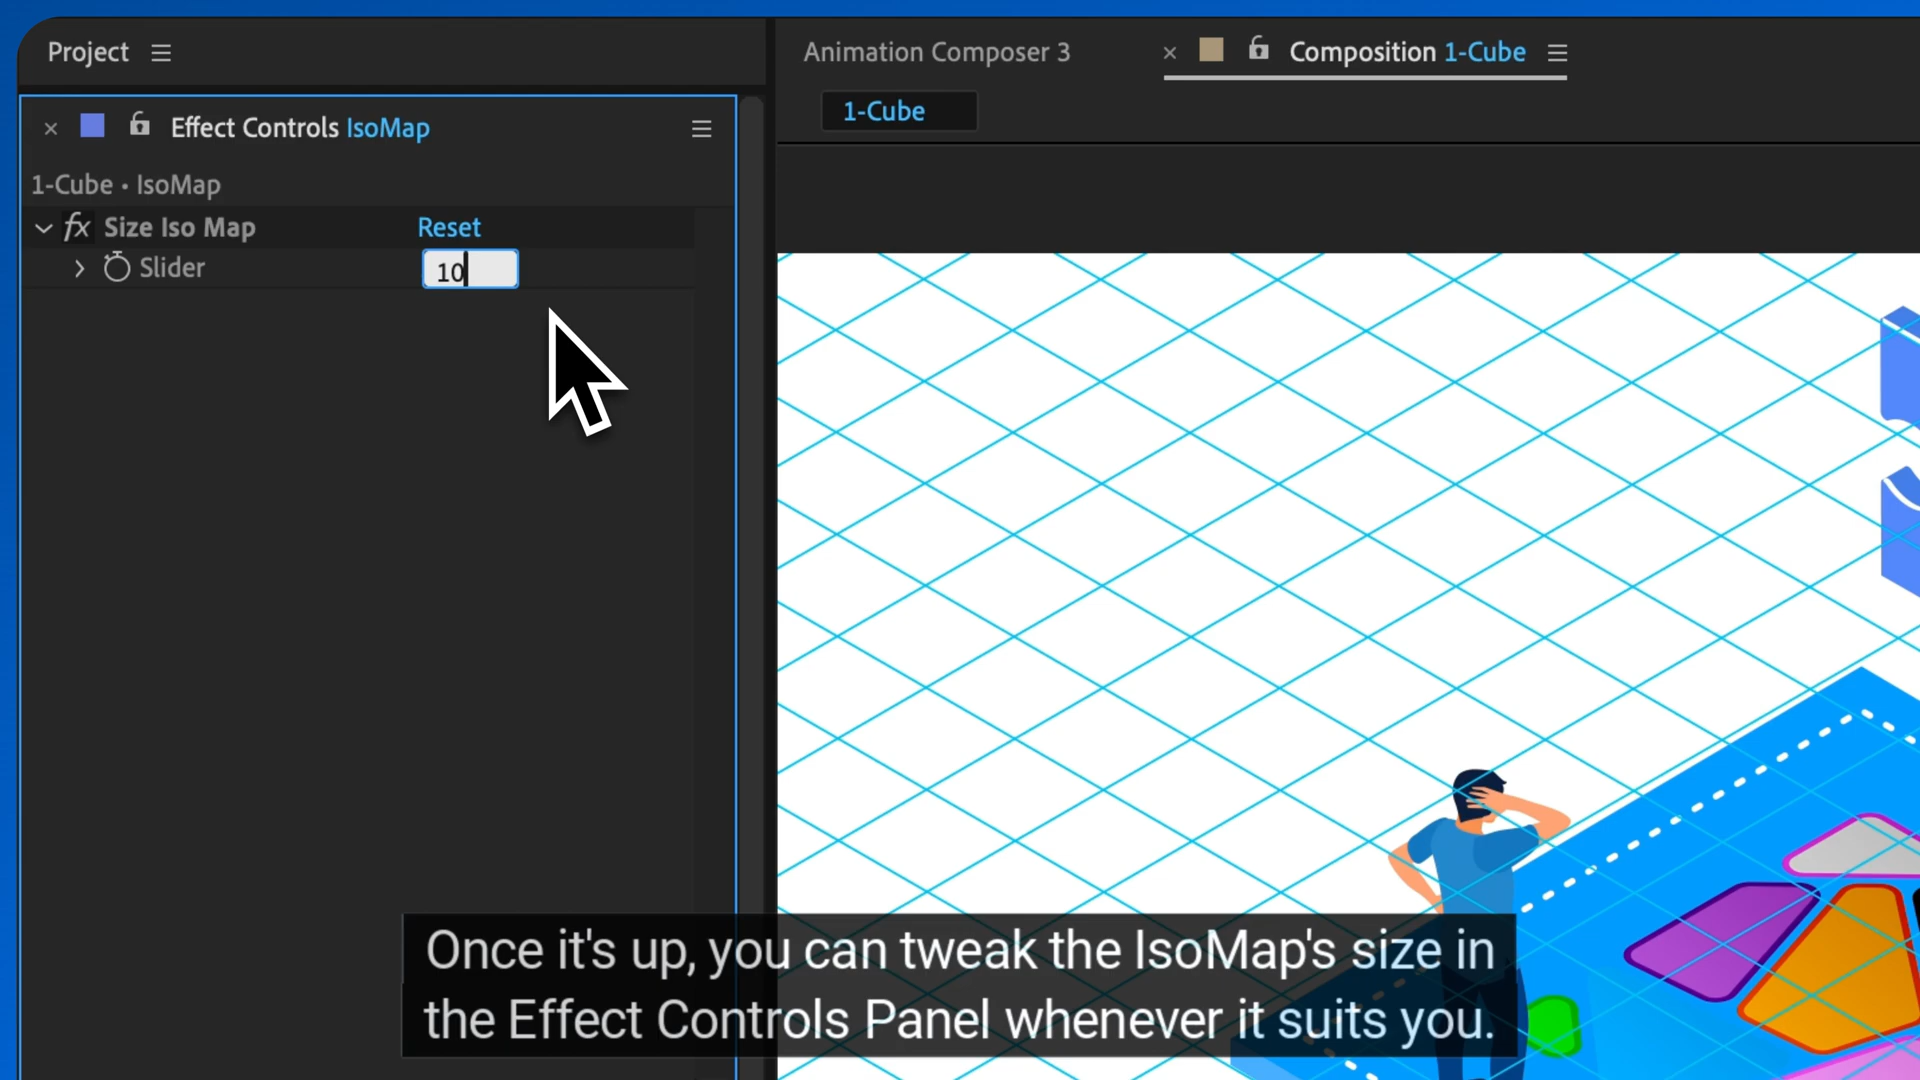 Project
Animation Composer 3
Composition 1-Cube
1-Cube
Effect Controls IsoMap
1-Cube • IsoMap
fx Size Iso Map Reset
Slider 10
Once it's up, you can tweak the IsoMap's size in
the Effect Controls Panel whenever it suits you.